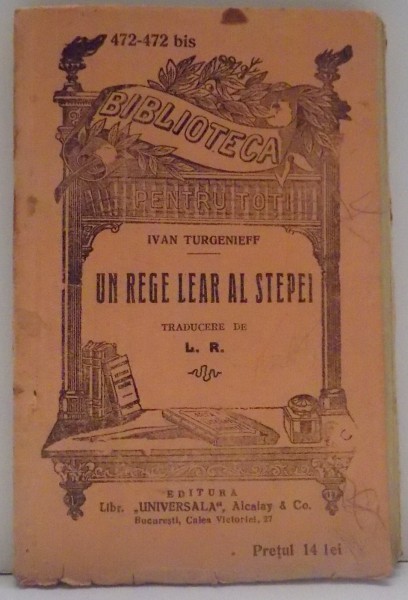 472-472 bis
BIBLIOTECA
PENTRU TOȚI
IVAN TURGENIEFF
UN REGE LEAR AL STEPEI
TRADUCERE DE
L. R.
EDITURA
Libr. „UNIVERSALA“, Alcalay & Co.
București, Calea Victoriei, 27
Prețul 14 lei